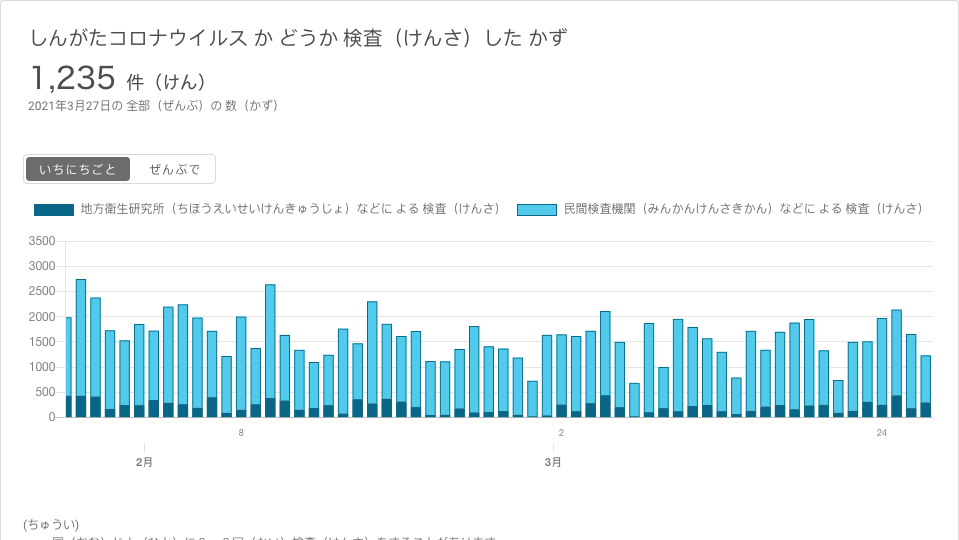 しんがたコロナウイルス か どうか 検査（けんさ）した かず
1,235 件（けん）
2021年3月27日の 全部（ぜんぶ）の 数（かず）
いちにちごと ぜんぶで
地方衛生研究所（ちほうえいせいけんきゅうじょ）などに よる 検査（けんさ） 民間検査機関（みんかんけんさきかん）などに よる 検査（けんさ）
3500
3000
2500
2000
1500
1000
500
0
8 2 24
2月 3月
(ちゅうい)